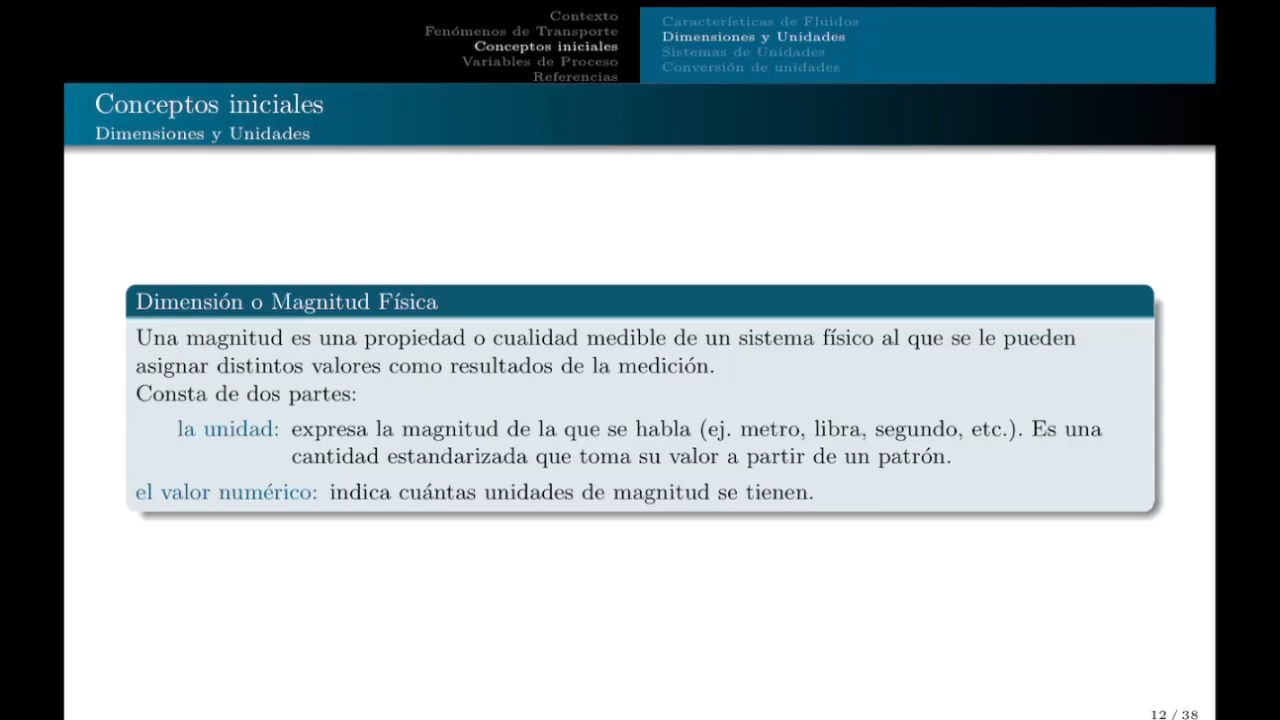 Contexto
Fenómenos de Transporte
Conceptos iniciales
Variables de Proceso
Referencias
Características de Fluidos
Dimensiones y Unidades
Sistemas de Unidades
Conversión de unidades
Conceptos iniciales
Dimensiones y Unidades
Dimensión o Magnitud Física
Una magnitud es una propiedad o cualidad medible de un sistema físico al que se le pueden
asignar distintos valores como resultados de la medición.
Consta de dos partes:
la unidad: expresa la magnitud de la que se habla (ej. metro, libra, segundo, etc.). Es una
cantidad estandarizada que toma su valor a partir de un patrón.
el valor numérico: indica cuántas unidades de magnitud se tienen.
12 / 38